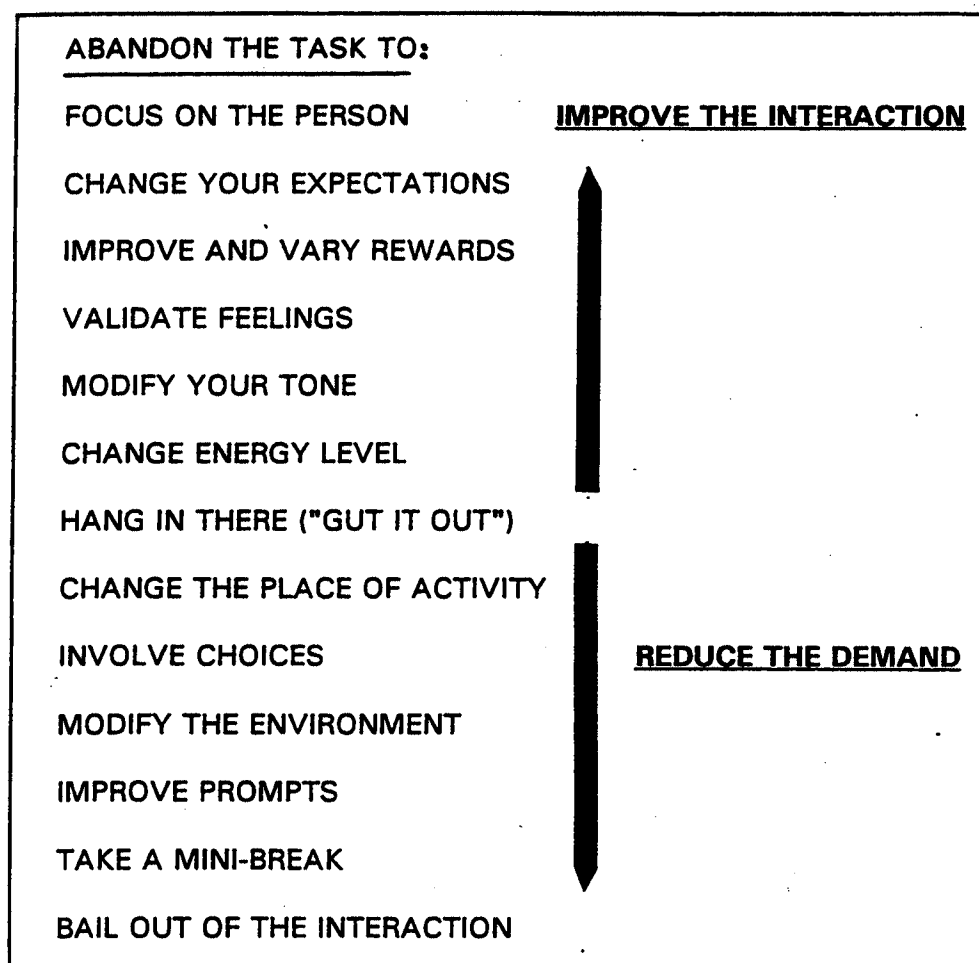 ABANDON THE TASK TO:
FOCUS ON THE PERSON IMPROVE THE INTERACTION
CHANGE YOUR EXPECTATIONS
IMPROVE AND VARY REWARDS
VALIDATE FEELINGS
MODIFY YOUR TONE
CHANGE ENERGY LEVEL
HANG IN THERE ("GUT IT OUT")
CHANGE THE PLACE OF ACTIVITY
INVOLVE CHOICES REDUCE THE DEMAND
MODIFY THE ENVIRONMENT
IMPROVE PROMPTS
TAKE A MINI-BREAK
BAIL OUT OF THE INTERACTION